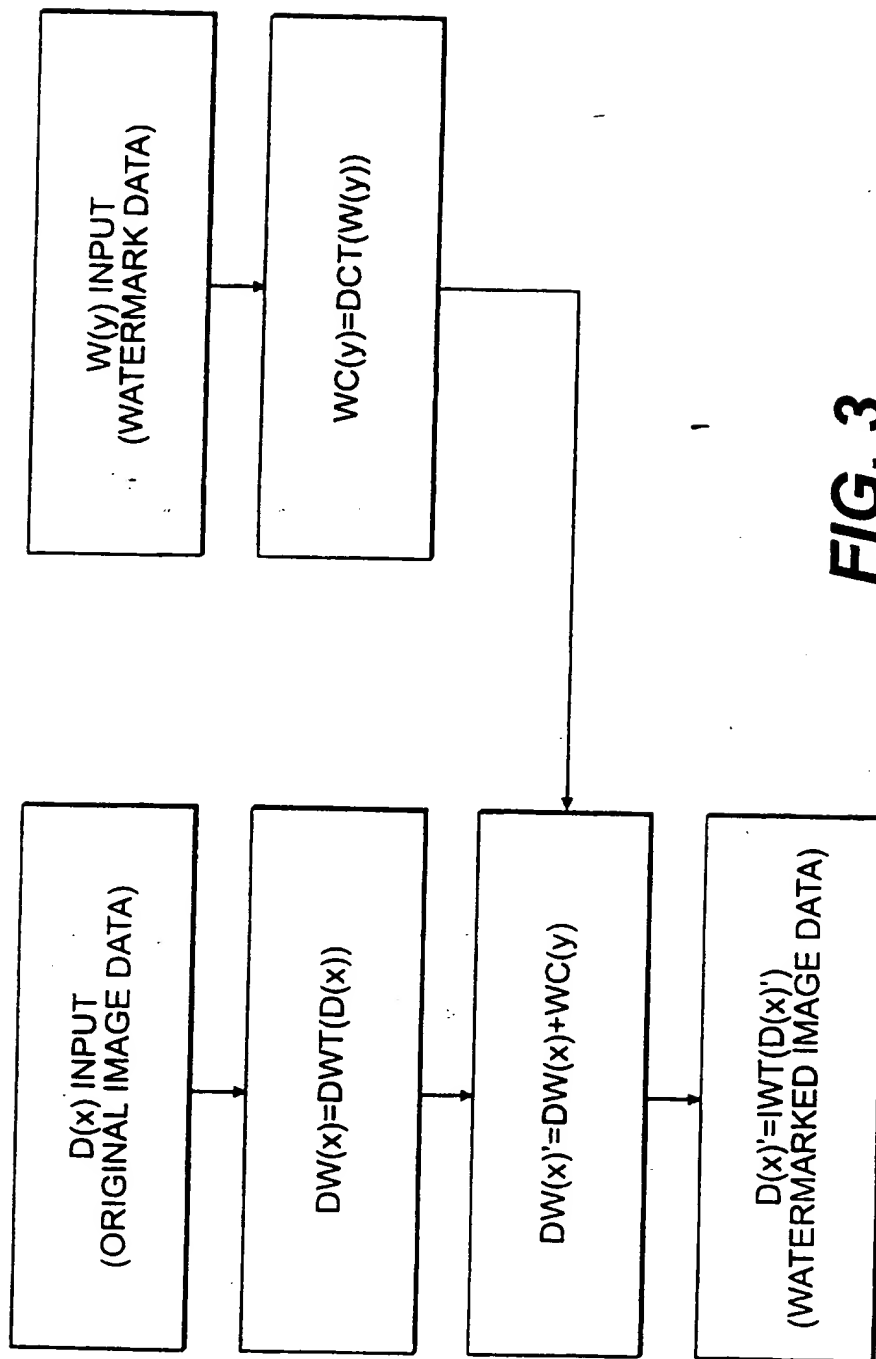 D(x) INPUT
(ORIGINAL IMAGE DATA)
DW(x)=DWT(D(x))
DW(x)'=DW(x)+WC(y)
D(x)'=IWT(D(x)')
(WATERMARKED IMAGE DATA)
W(y) INPUT
(WATERMARK DATA)
WC(y)=DCT(W(y))
FIG. 3